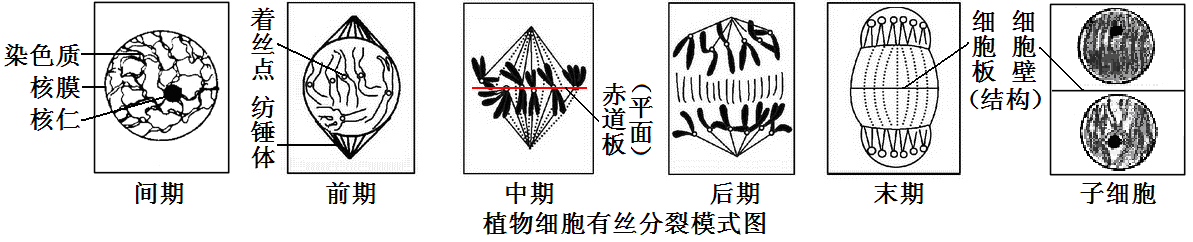 染色质
核膜
核仁
着丝点
纺锤体
赤道板
（平面）
细胞板
细胞壁
（结构）
间期
前期
中期
后期
末期
子细胞
植物细胞有丝分裂模式图